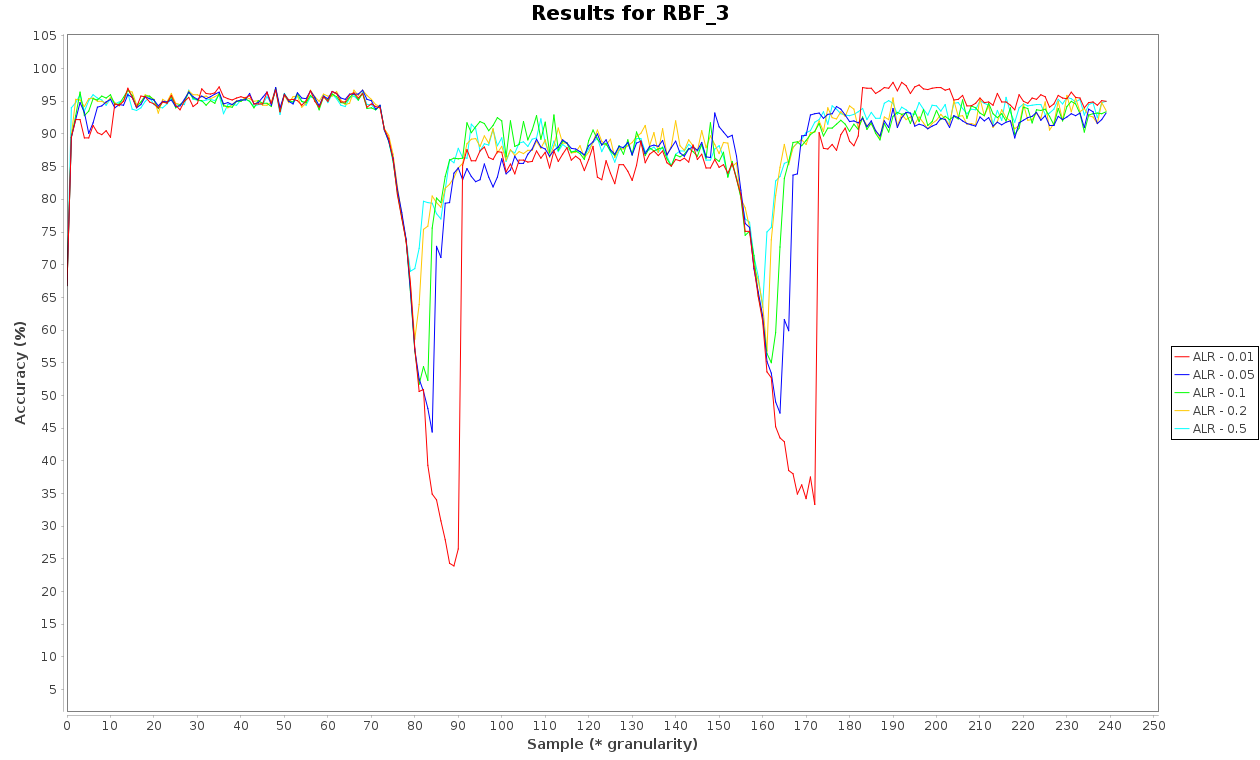 Results for RBF_3
Accuracy (%)
105
100
95
90
85
80
75
70
65
60
55
50
45
40
35
30
25
20
15
10
5
0 10 20 30 40 50 60 70 80 90 100 110 120 130 140 150 160 170 180 190 200 210 220 230 240 250
Sample (* granularity)
ALR - 0.01
ALR - 0.05
ALR - 0.1
ALR - 0.2
ALR - 0.5